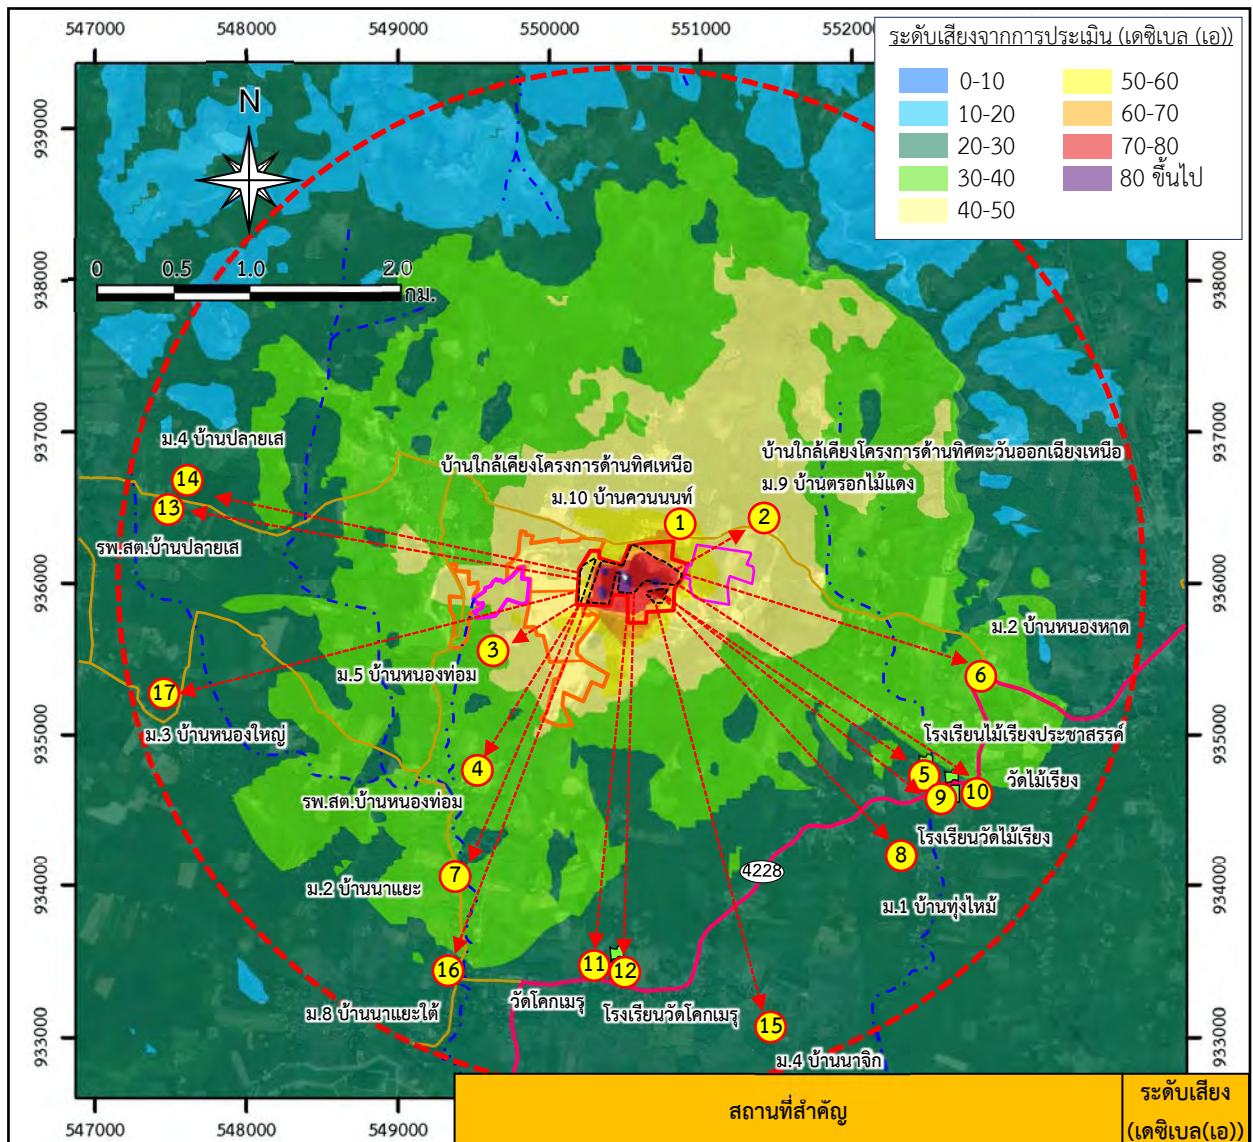 547000 548000 549000 550000 551000 55200
ระดับเสียงจากการประเมิน (เดซิเบล (เอ))
0-10 50-60
10-20 60-70
20-30 70-80
30-40 80 ขึ้นไป
40-50
N
0 0.5 1.0 2.0
กม.
939000
938000 938000
937000 937000
936000 936000
935000 935000
934000 934000
933000 933000
ม.4 บ้านปลายเส
14
13
รพ.สต.บ้านปลายเส
บ้านใกล้เคียงโครงการด้านทิศเหนือ
ม.10 บ้านควนนนท์
1
บ้านใกล้เคียงโครงการด้านทิศตะวันออกเฉียงเหนือ
ม.9 บ้านตรอกไม้แดง
2
3
ม.5 บ้านหนองท่อม
ม.2 บ้านหนองหาด
6
17
ม.3 บ้านหนองใหญ่
4
รพ.สต.บ้านหนองท่อม
โรงเรียนไม้เรียงประชาสรรค์
5
9
10
วัดไม้เรียง
โรงเรียนวัดไม้เรียง
8
4228
7
ม.2 บ้านนาแยะ
ม.1 บ้านทุ่งไหม้
16
ม.8 บ้านนาแยะใต้
11
12
วัดโคกเมรุ
โรงเรียนวัดโคกเมรุ
15
ม.4 บ้านนาจิก
สถานที่สำคัญ
ระดับเสียง
(เดซิเบล(เอ))
547000 548000 549000